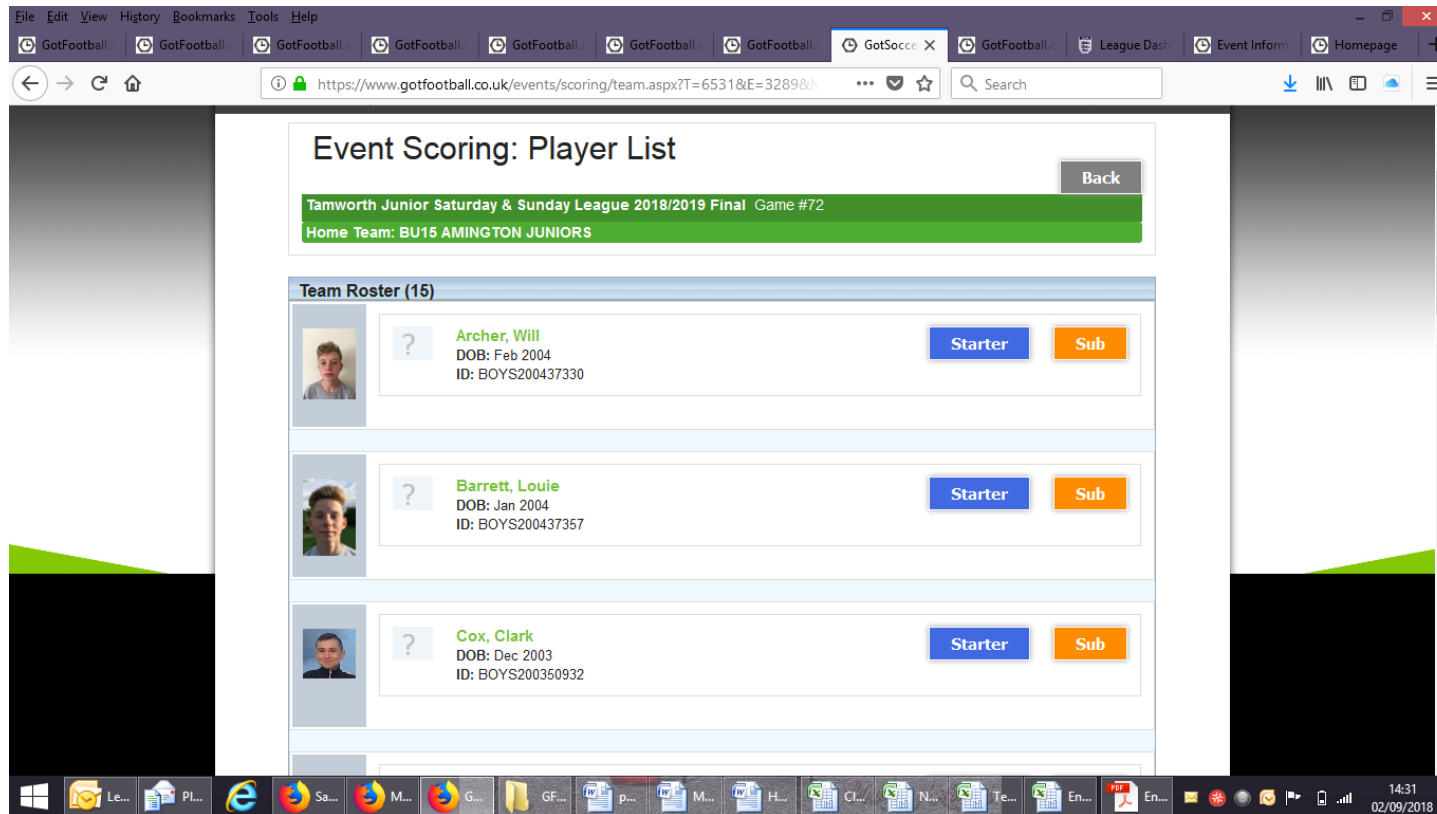 File Edit View History Bookmarks Tools Help
GotFootball.c GotFootball.c GotFootball.c GotFootball.c GotFootball.c GotFootball.c GotFootball.c GotSocce GotFootball.c League Dash Event Inform Homepage
https://www.gotfootball.co.uk/events/scoring/team.aspx?T=6531&E=3289& Search
Event Scoring: Player List
Back
Tamworth Junior Saturday & Sunday League 2018/2019 Final Game #72
Home Team: BU15 AMINGTON JUNIORS
Team Roster (15)
?
Archer, Will
DOB: Feb 2004
ID: BOYS200437330
Starter Sub
?
Barrett, Louie
DOB: Jan 2004
ID: BOYS200437357
Starter Sub
?
Cox, Clark
DOB: Dec 2003
ID: BOYS200350932
Starter Sub
Le... Pl... Sa... M... G... GF... p... M... H... Cl... N... Te... En... En... 14:31
02/09/2018